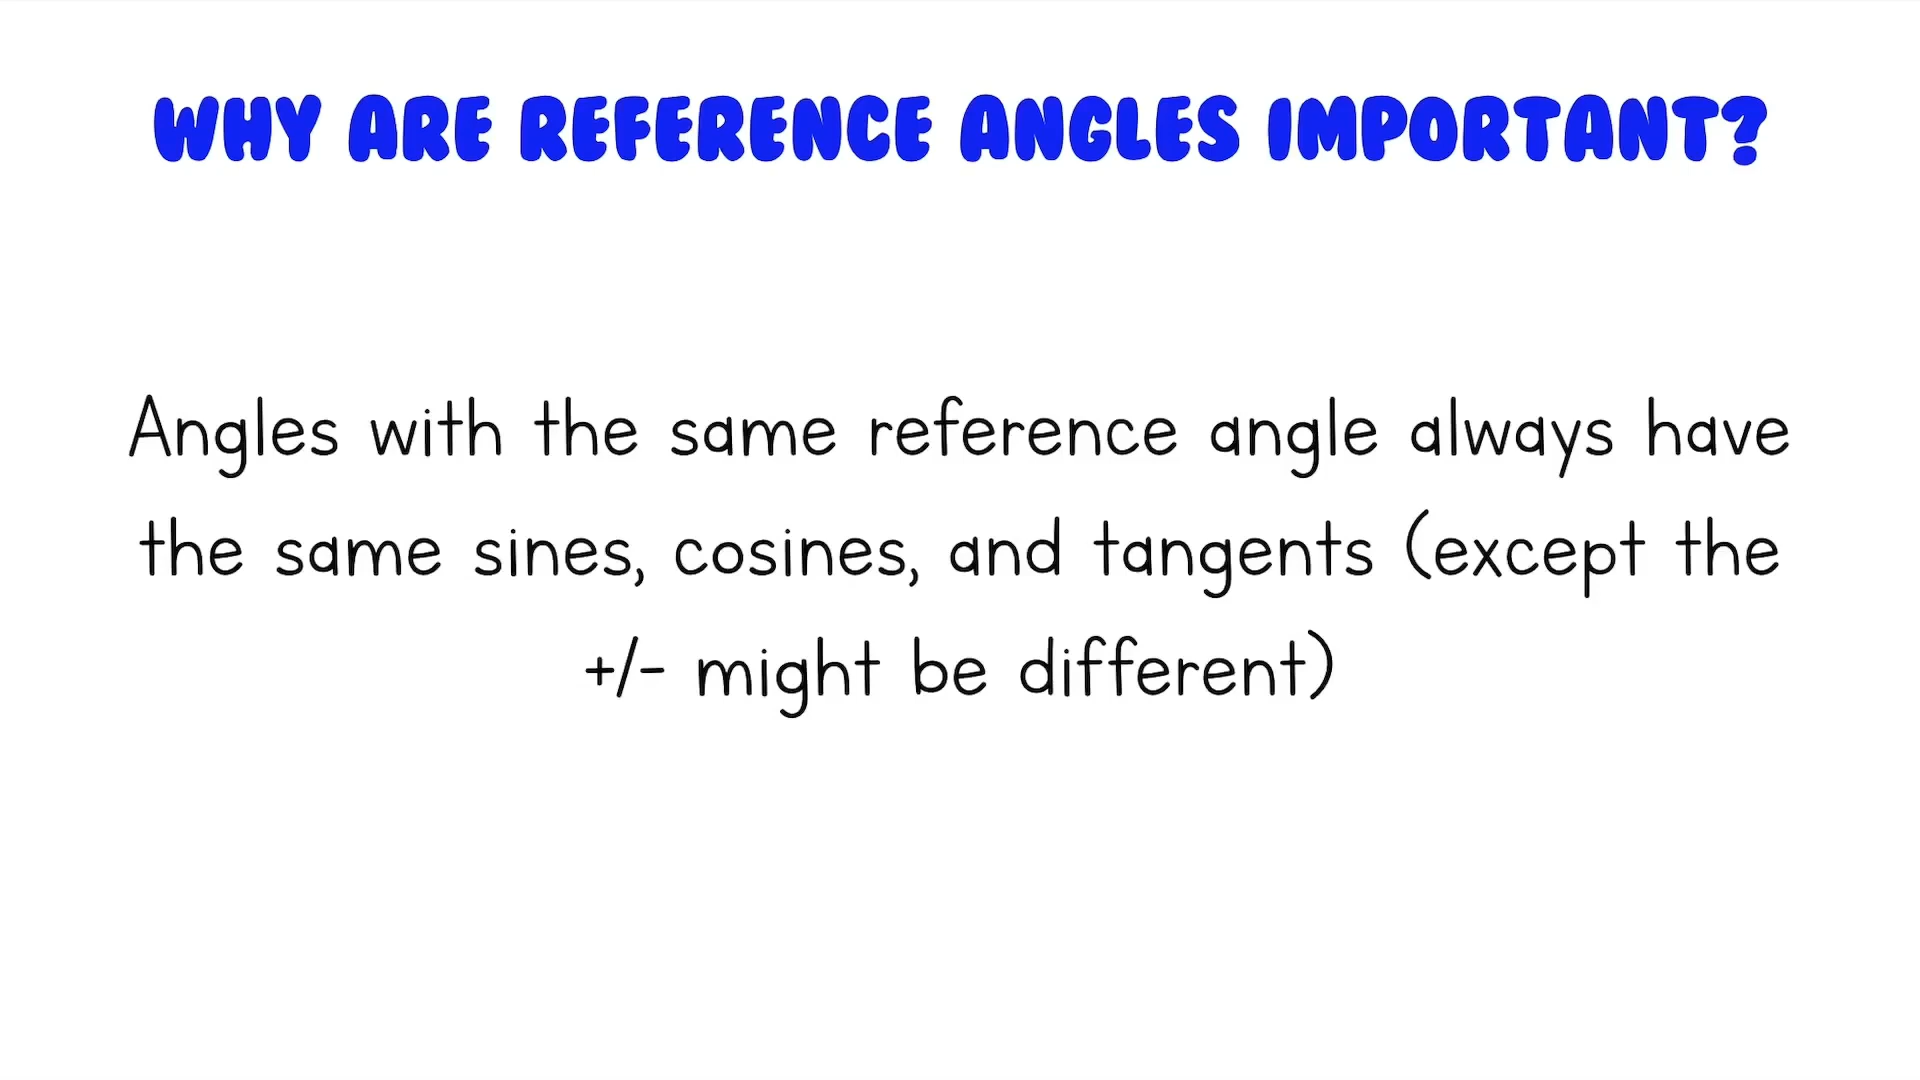 WHY ARE REFERENCE ANGLES IMPORTANT?
Angles with the same reference angle always have
the same sines, cosines, and tangents (except the
+/- might be different)